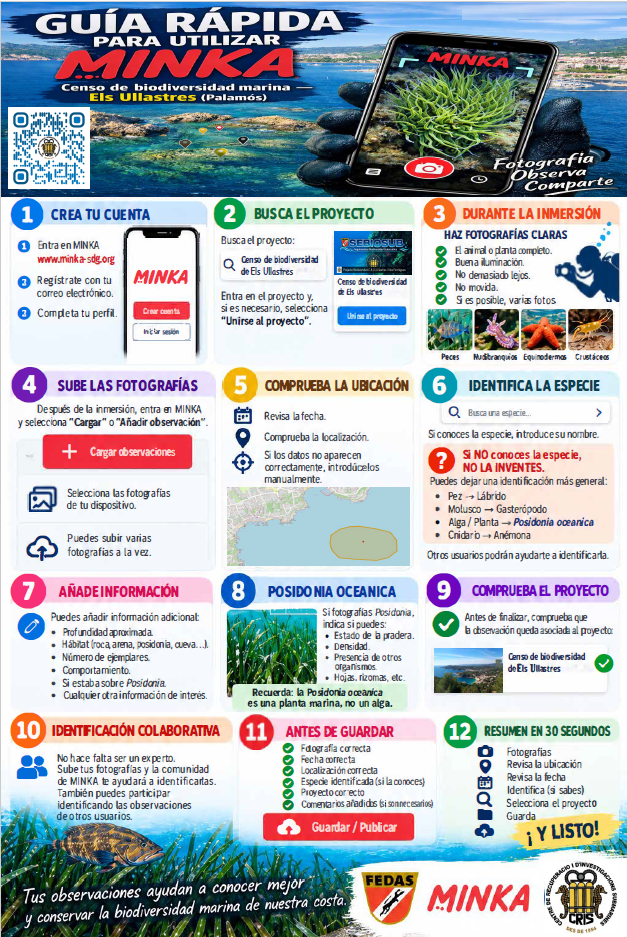 GUÍA RÁPIDA
PARA UTILIZAR
MINKA
Censo de biodiversidad marina —
Els Ullastres (Palamós)
MINKA
Fotografía
Observa
Comparte
1 CREA TU CUENTA
1 Entra en MINKA
www.minka-sdg.org
2 Regístrate con tu
correo electrónico.
3 Completa tu perfil.
MINKA
Crear cuenta
Iniciar sesión
2 BUSCA EL PROYECTO
Busca el proyecto:
Censo de biodiversidad
de Els Ullastres
Entra en el proyecto y,
si es necesario, selecciona
"Unirse al proyecto".
SEBIOSUB
Censo de biodiversidad
de Els ullastres
Unirse al proyecto
3 DURANTE LA INMERSIÓN
HAZ FOTOGRAFÍAS CLARAS
El animal o planta completo.
Buena iluminación.
No demasiado lejos.
No movida.
Si es posible, varias fotos
Peces Nudibranquios Equinodermos Crustáceos
4 SUBE LAS FOTOGRAFÍAS
Después de la inmersión, entra en MINKA
y selecciona "Cargar" o "Añadir observación".
+ Cargar observaciones
Selecciona las fotografías
de tu dispositivo.
Puedes subir varias
fotografías a la vez.
5 COMPRUEBA LA UBICACIÓN
Revisa la fecha.
Comprueba la localización.
Si los datos no aparecen
correctamente, introdúcelos
manualmente.
6 IDENTIFICA LA ESPECIE
Busca una especie...
Si conoces la especie, introduce su nombre.
? Si NO conoces la especie,
NO LA INVENTES.
Puedes dejar una identificación más general:
• Pez → Lábrido
• Molusco → Gasterópodo
• Alga / Planta → Posidonia oceanica
• Cnidario → Anémona
Otros usuarios podrán ayudarte a identificarla.
7 AÑADE INFORMACIÓN
Puedes añadir información adicional:
• Profundidad aproximada.
• Hábitat (roca, arena, posidonia, cueva...).
• Número de ejemplares.
• Comportamiento.
• Si estaba sobre Posidonia.
• Cualquier otra información de interés.
8 POSIDONIA OCEANICA
Si fotografías Posidonia,
indica si puedes:
• Estado de la pradera.
• Densidad.
• Presencia de otros
organismos.
• Hojas, rizomas, etc.
Recuerda: la Posidonia oceanica
es una planta marina, no un alga.
9 COMPRUEBA EL PROYECTO
Antes de finalizar, comprueba que
la observación queda asociada al proyecto:
Censo de biodiversidad
de Els Ullastres
10 IDENTIFICACIÓN COLABORATIVA
No hace falta ser un experto.
Sube tus fotografías y la comunidad
de MINKA te ayudará a identificarlas.
También puedes participar
identificando las observaciones
de otros usuarios.
11 ANTES DE GUARDAR
Fotografía correcta
Fecha correcta
Localización correcta
Especie identificada (si la conoces)
Proyecto correcto
Comentarios añadidos (si son necesarios)
Guardar / Publicar
12 RESUMEN EN 30 SEGUNDOS
Fotografías
Revisa la ubicación
Revisa la fecha
Identifica (si sabes)
Selecciona el proyecto
Guarda
¡Y LISTO!
Tus observaciones ayudan a conocer mejor
y conservar la biodiversidad marina de nuestra costa.
FEDAS
MINKA
CENTRE DE RECUPERACIÓ I D'INVESTIGACIONS SUBMARINES
CRIS
DES DE 1954